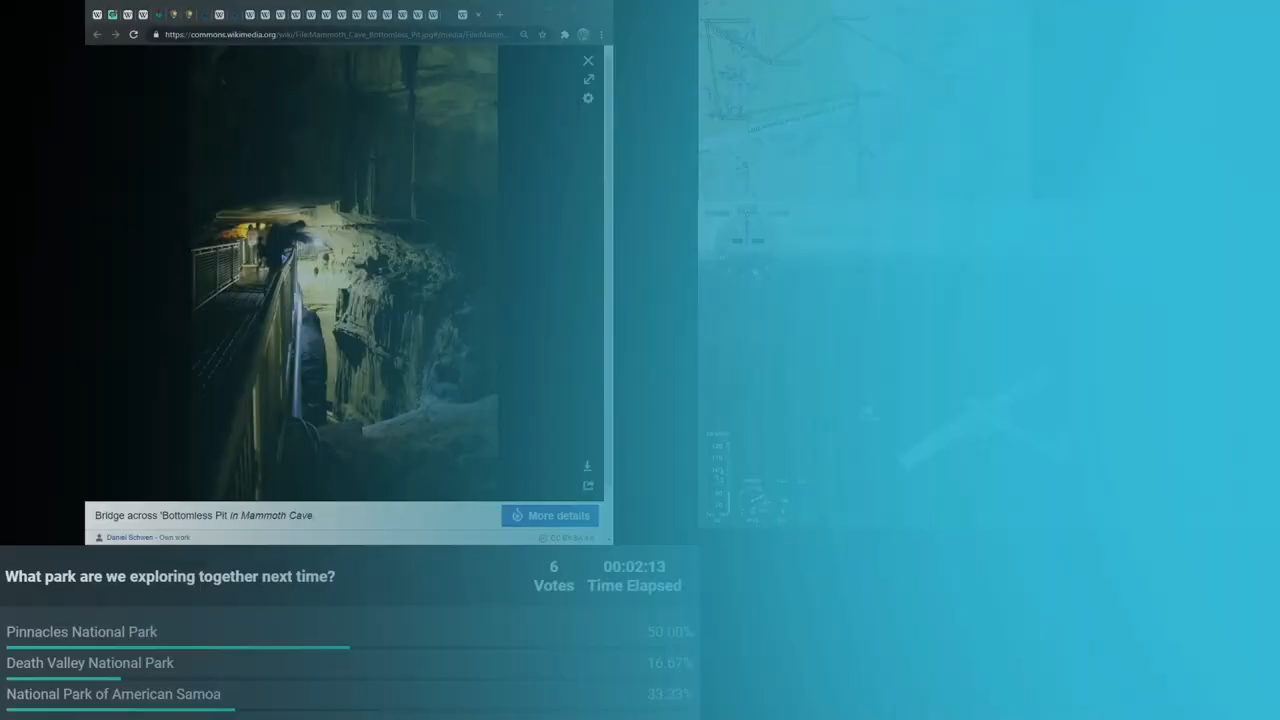 https://commons.wikimedia.org/wiki/File:Mammoth_Cave_Bottomless_Pit.jpg#/media/File:Mamm...
Bridge across 'Bottomless Pit in Mammoth Cave.
More details
Daniel Schwen - Own work
What park are we exploring together next time?
6
Votes
00:02:13
Time Elapsed
Pinnacles National Park
50.00%
Death Valley National Park
16.67%
National Park of American Samoa
33.33%